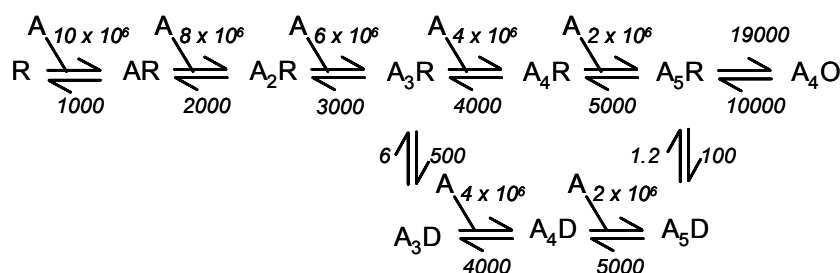 A 10 x 10⁶ A 8 x 10⁶ A 6 x 10⁶ A 4 x 10⁶ A 2 x 10⁶ 19000
R AR A₂R A₃R A₄R A₅R A₄O
1000 2000 3000 4000 5000 10000
6 500 1.2 100
A 4 x 10⁶ A 2 x 10⁶
A₃D A₄D A₅D
4000 5000